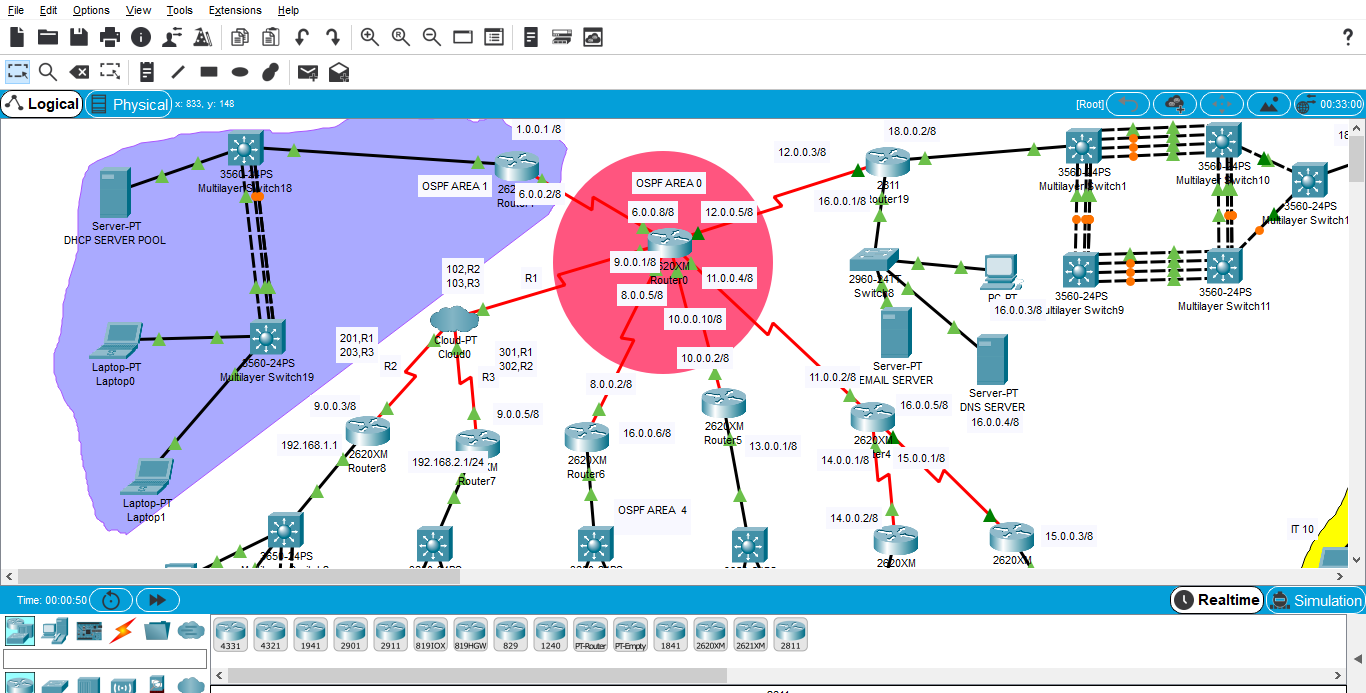 File Edit Options View Tools Extensions Help
Logical
Physical
x: 833, y: 148
[Root]
00:33:00
1.0.0.1 /8
18.0.0.2/8
12.0.0.3/8
3560-24PS
Multilayer Switch18
OSPF AREA 1
6.0.0.2/8
OSPF AREA 0
2811
3560-24PS
Multilayer Switch1
3560-24PS
Multilayer Switch10
3560-24PS
Server-PT
DHCP SERVER POOL
6.0.0.8/8
12.0.0.5/8
16.0.0.1/8
9.0.0.1/8
Router0
11.0.0.4/8
8.0.0.5/8
10.0.0.10/8
102,R2
103,R3
R1
2960-24TT
Switch8
16.0.0.3/8
3560-24PS
3560-24PS
Multilayer Switch11
Cloud-PT
Cloud0
201,R1
203,R3
R2
301,R1
302,R2
R3
3560-24PS
Multilayer Switch19
Laptop-PT
Laptop0
10.0.0.2/8
11.0.0.2/8
8.0.0.2/8
Server-PT
EMAIL SERVER
Server-PT
DNS SERVER
16.0.0.4/8
9.0.0.3/8
9.0.0.5/8
16.0.0.5/8
192.168.1.1
2620XM
Router8
192.168.2.1/24
Router7
16.0.0.6/8
2620XM
Router6
2620XM
Router5
13.0.0.1/8
2620XM
14.0.0.1/8
15.0.0.1/8
Laptop-PT
Laptop1
OSPF AREA 4
14.0.0.2/8
2620XM
15.0.0.3/8
2620XM
IT 10
3650-24PS
Time: 00:00:50
Realtime
Simulation
4331 4321 1941 2901 2911 819IOX 819HGW 829 1240 PT-Router PT-Empty 1841 2620XM 2621XM 2811